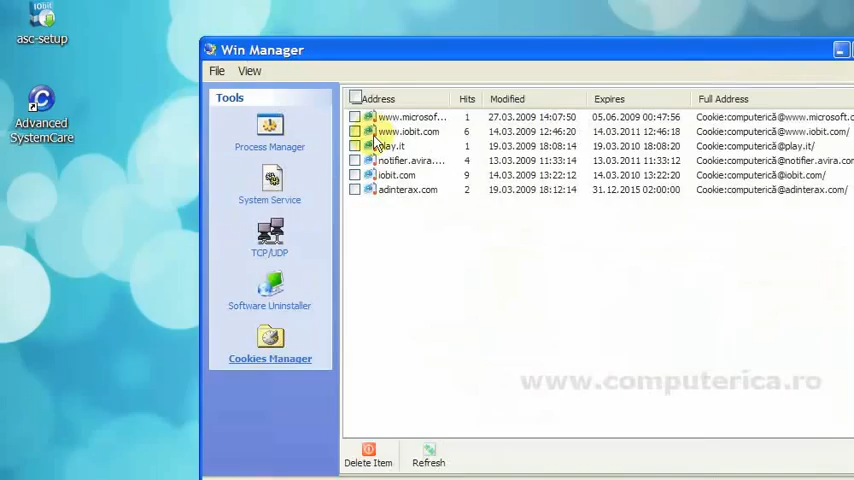 asc-setup
Advanced
SystemCare
Win Manager
File View
Tools
Process Manager
System Service
TCP/UDP
Software Uninstaller
Cookies Manager
Address Hits Modified Expires Full Address
www.microsof... 1 27.03.2009 14:07:50 05.06.2009 00:47:56 Cookie:computerică@www.microsoft.c
www.iobit.com 6 14.03.2009 12:46:20 14.03.2011 12:46:18 Cookie:computerică@www.iobit.com/
play.it 1 19.03.2009 18:08:14 19.03.2010 18:08:20 Cookie:computerică@play.it/
notifier.avira.... 4 13.03.2009 11:33:14 13.03.2011 11:33:12 Cookie:computerică@notifier.avira.com
iobit.com 9 14.03.2009 13:22:12 14.03.2010 13:22:20 Cookie:computerică@iobit.com/
adinterax.com 2 19.03.2009 18:12:14 31.12.2015 02:00:00 Cookie:computerică@adinterax.com/
www.computerica.ro
Delete Item Refresh